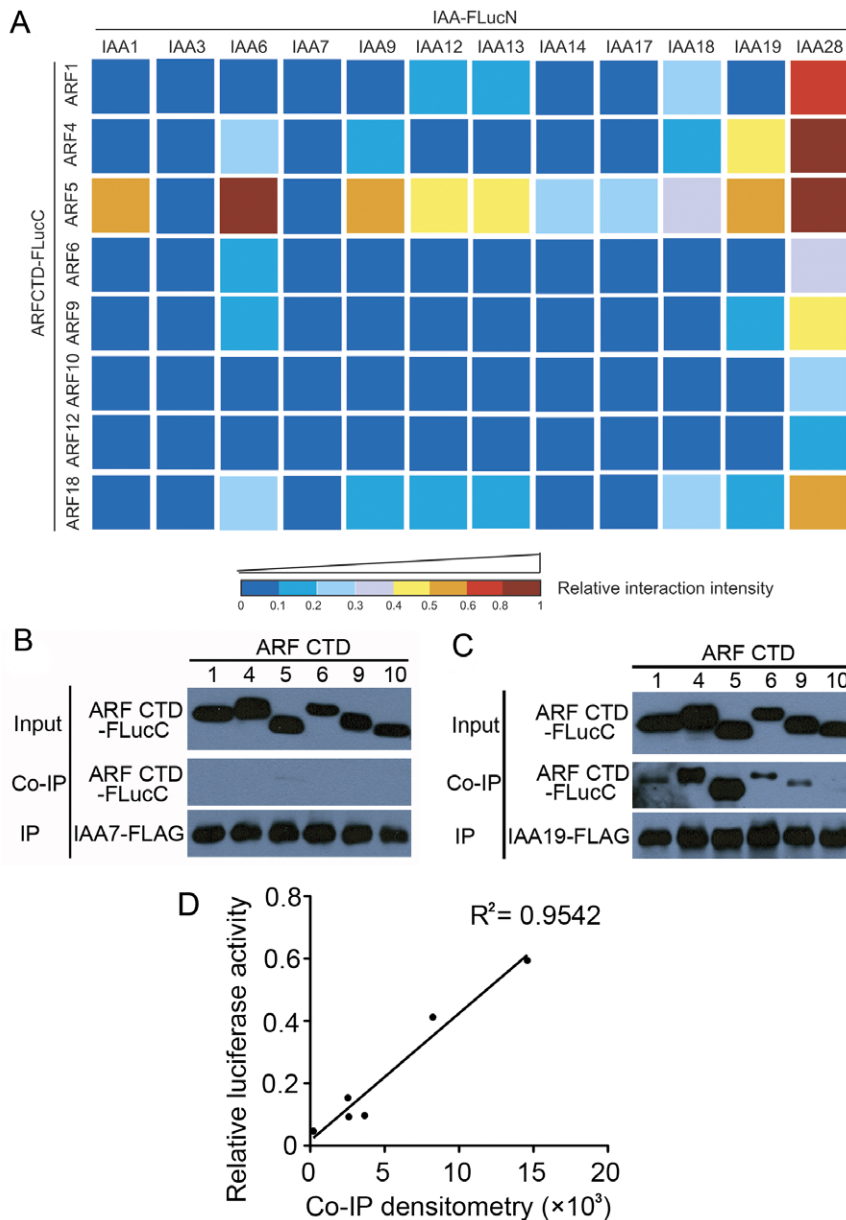 A
IAA-FLucN
IAA1 IAA3 IAA6 IAA7 IAA9 IAA12 IAA13 IAA14 IAA17 IAA18 IAA19 IAA28
ARFCTD-FLucC
ARF1
ARF4
ARF5
ARF6
ARF9
ARF10
ARF12
ARF18
0 0.1 0.2 0.3 0.4 0.5 0.6 0.8 1
Relative interaction intensity
B
ARF CTD
1 4 5 6 9 10
Input
ARF CTD
-FLucC
Co-IP
ARF CTD
-FLucC
IP
IAA7-FLAG
C
ARF CTD
1 4 5 6 9 10
Input
ARF CTD
-FLucC
Co-IP
ARF CTD
-FLucC
IP
IAA19-FLAG
D
R²= 0.9542
Relative luciferase activity
0.8
0.6
0.4
0.2
0
0 5 10 15 20
Co-IP densitometry (×10³)